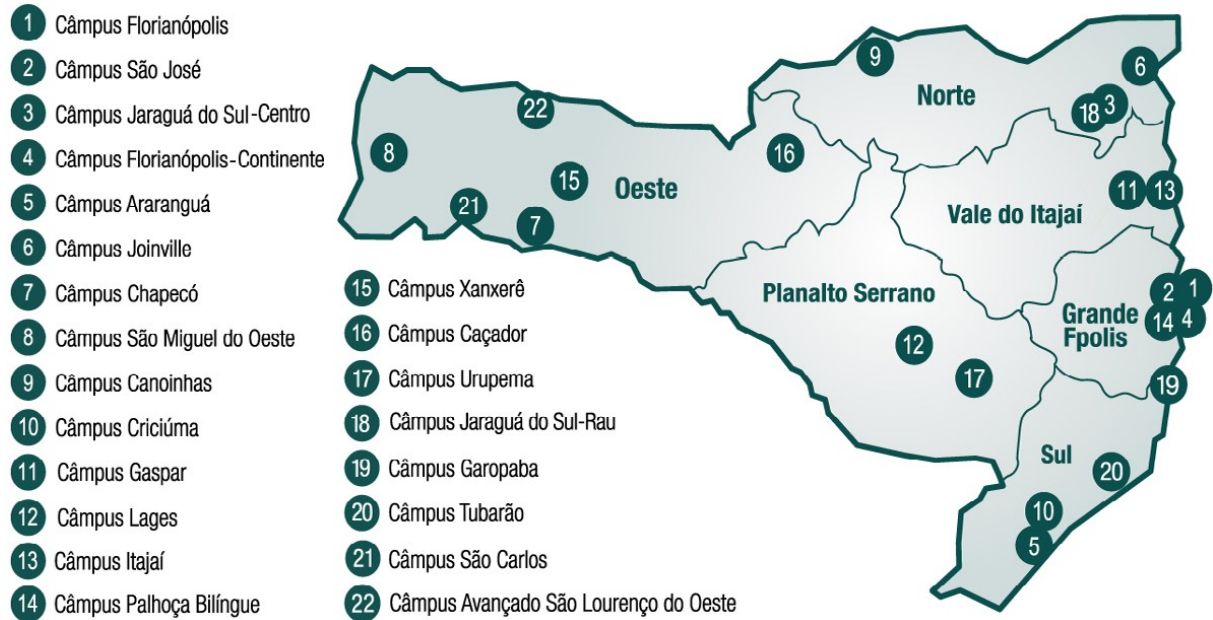 1 Câmpus Florianópolis
2 Câmpus São José
3 Câmpus Jaraguá do Sul-Centro
4 Câmpus Florianópolis-Continente
5 Câmpus Araranguá
6 Câmpus Joinville
7 Câmpus Chapecó
8 Câmpus São Miguel do Oeste
9 Câmpus Canoinhas
10 Câmpus Criciúma
11 Câmpus Gaspar
12 Câmpus Lages
13 Câmpus Itajaí
14 Câmpus Palhoça Bilíngue
15 Câmpus Xanxerê
16 Câmpus Caçador
17 Câmpus Urupema
18 Câmpus Jaraguá do Sul-Rau
19 Câmpus Garopaba
20 Câmpus Tubarão
21 Câmpus São Carlos
22 Câmpus Avançado São Lourenço do Oeste
9
6
Norte
22
18 3
8
16
15
Oeste
11 13
21
Vale do Itajaí
7
2 1
Planalto Serrano
Grande
Fpolis
14 4
12
17
19
Sul
20
10
5